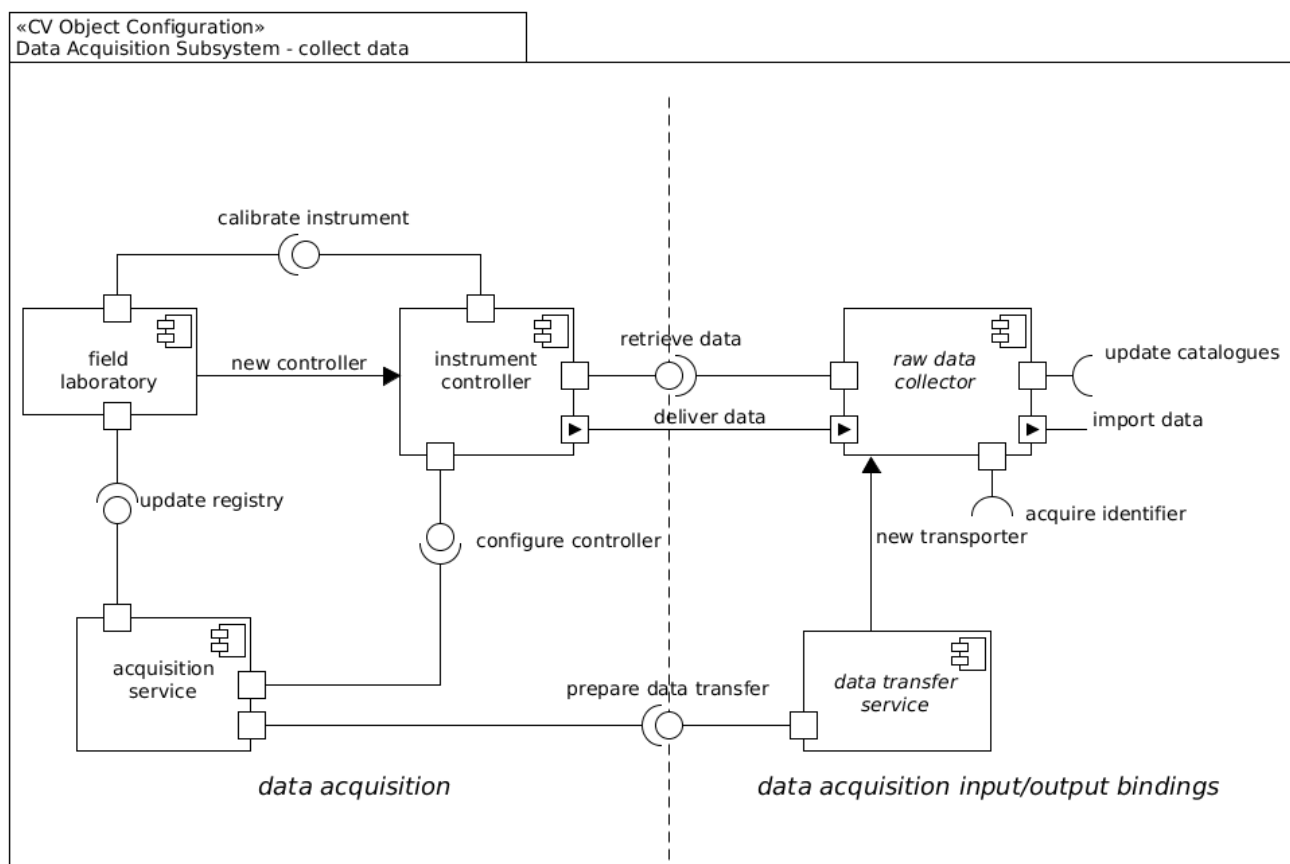 «CV Object Configuration»
Data Acquisition Subsystem - collect data
calibrate instrument
field
laboratory
new controller
instrument
controller
retrieve data
deliver data
raw data
collector
update catalogues
import data
acquire identifier
new transporter
update registry
configure controller
acquisition
service
prepare data transfer
data transfer
service
data acquisition
data acquisition input/output bindings